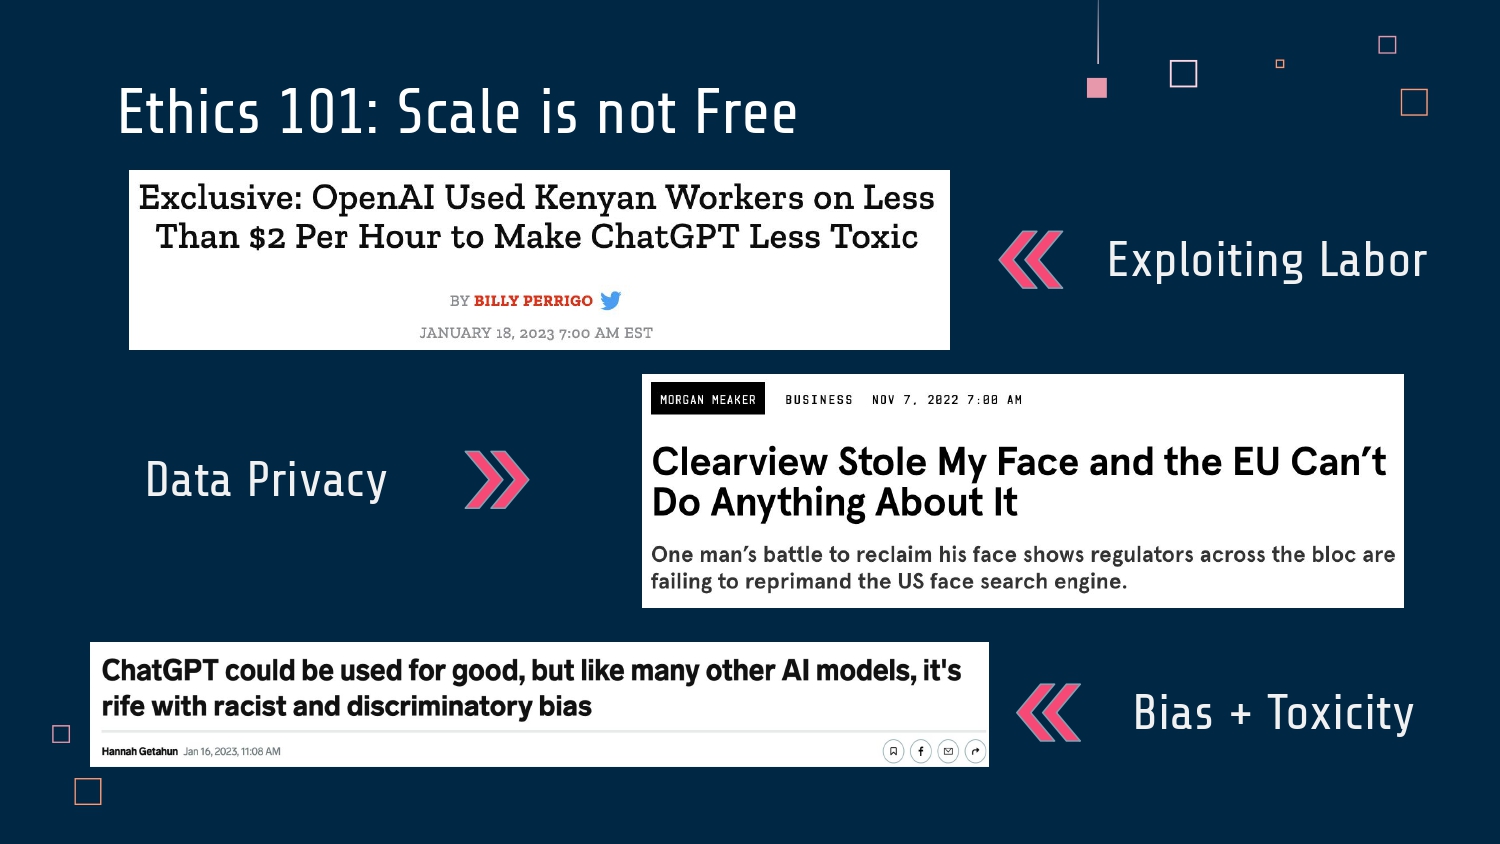 Ethics 101: Scale is not Free
Exclusive: OpenAI Used Kenyan Workers on Less
Than $2 Per Hour to Make ChatGPT Less Toxic
BY BILLY PERRIGO
JANUARY 18, 2023 7:00 AM EST
Exploiting Labor
Data Privacy
MORGAN MEAKER BUSINESS NOV 7, 2022 7:00 AM
Clearview Stole My Face and the EU Can’t
Do Anything About It
One man’s battle to reclaim his face shows regulators across the bloc are
failing to reprimand the US face search engine.
ChatGPT could be used for good, but like many other AI models, it's
rife with racist and discriminatory bias
Hannah Getahun Jan 16, 2023, 11:08 AM
Bias + Toxicity